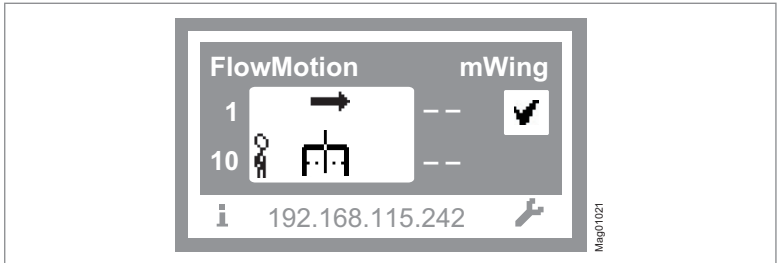 FlowMotion mWing
1 – –
10 – –
i 192.168.115.242
Mag01021